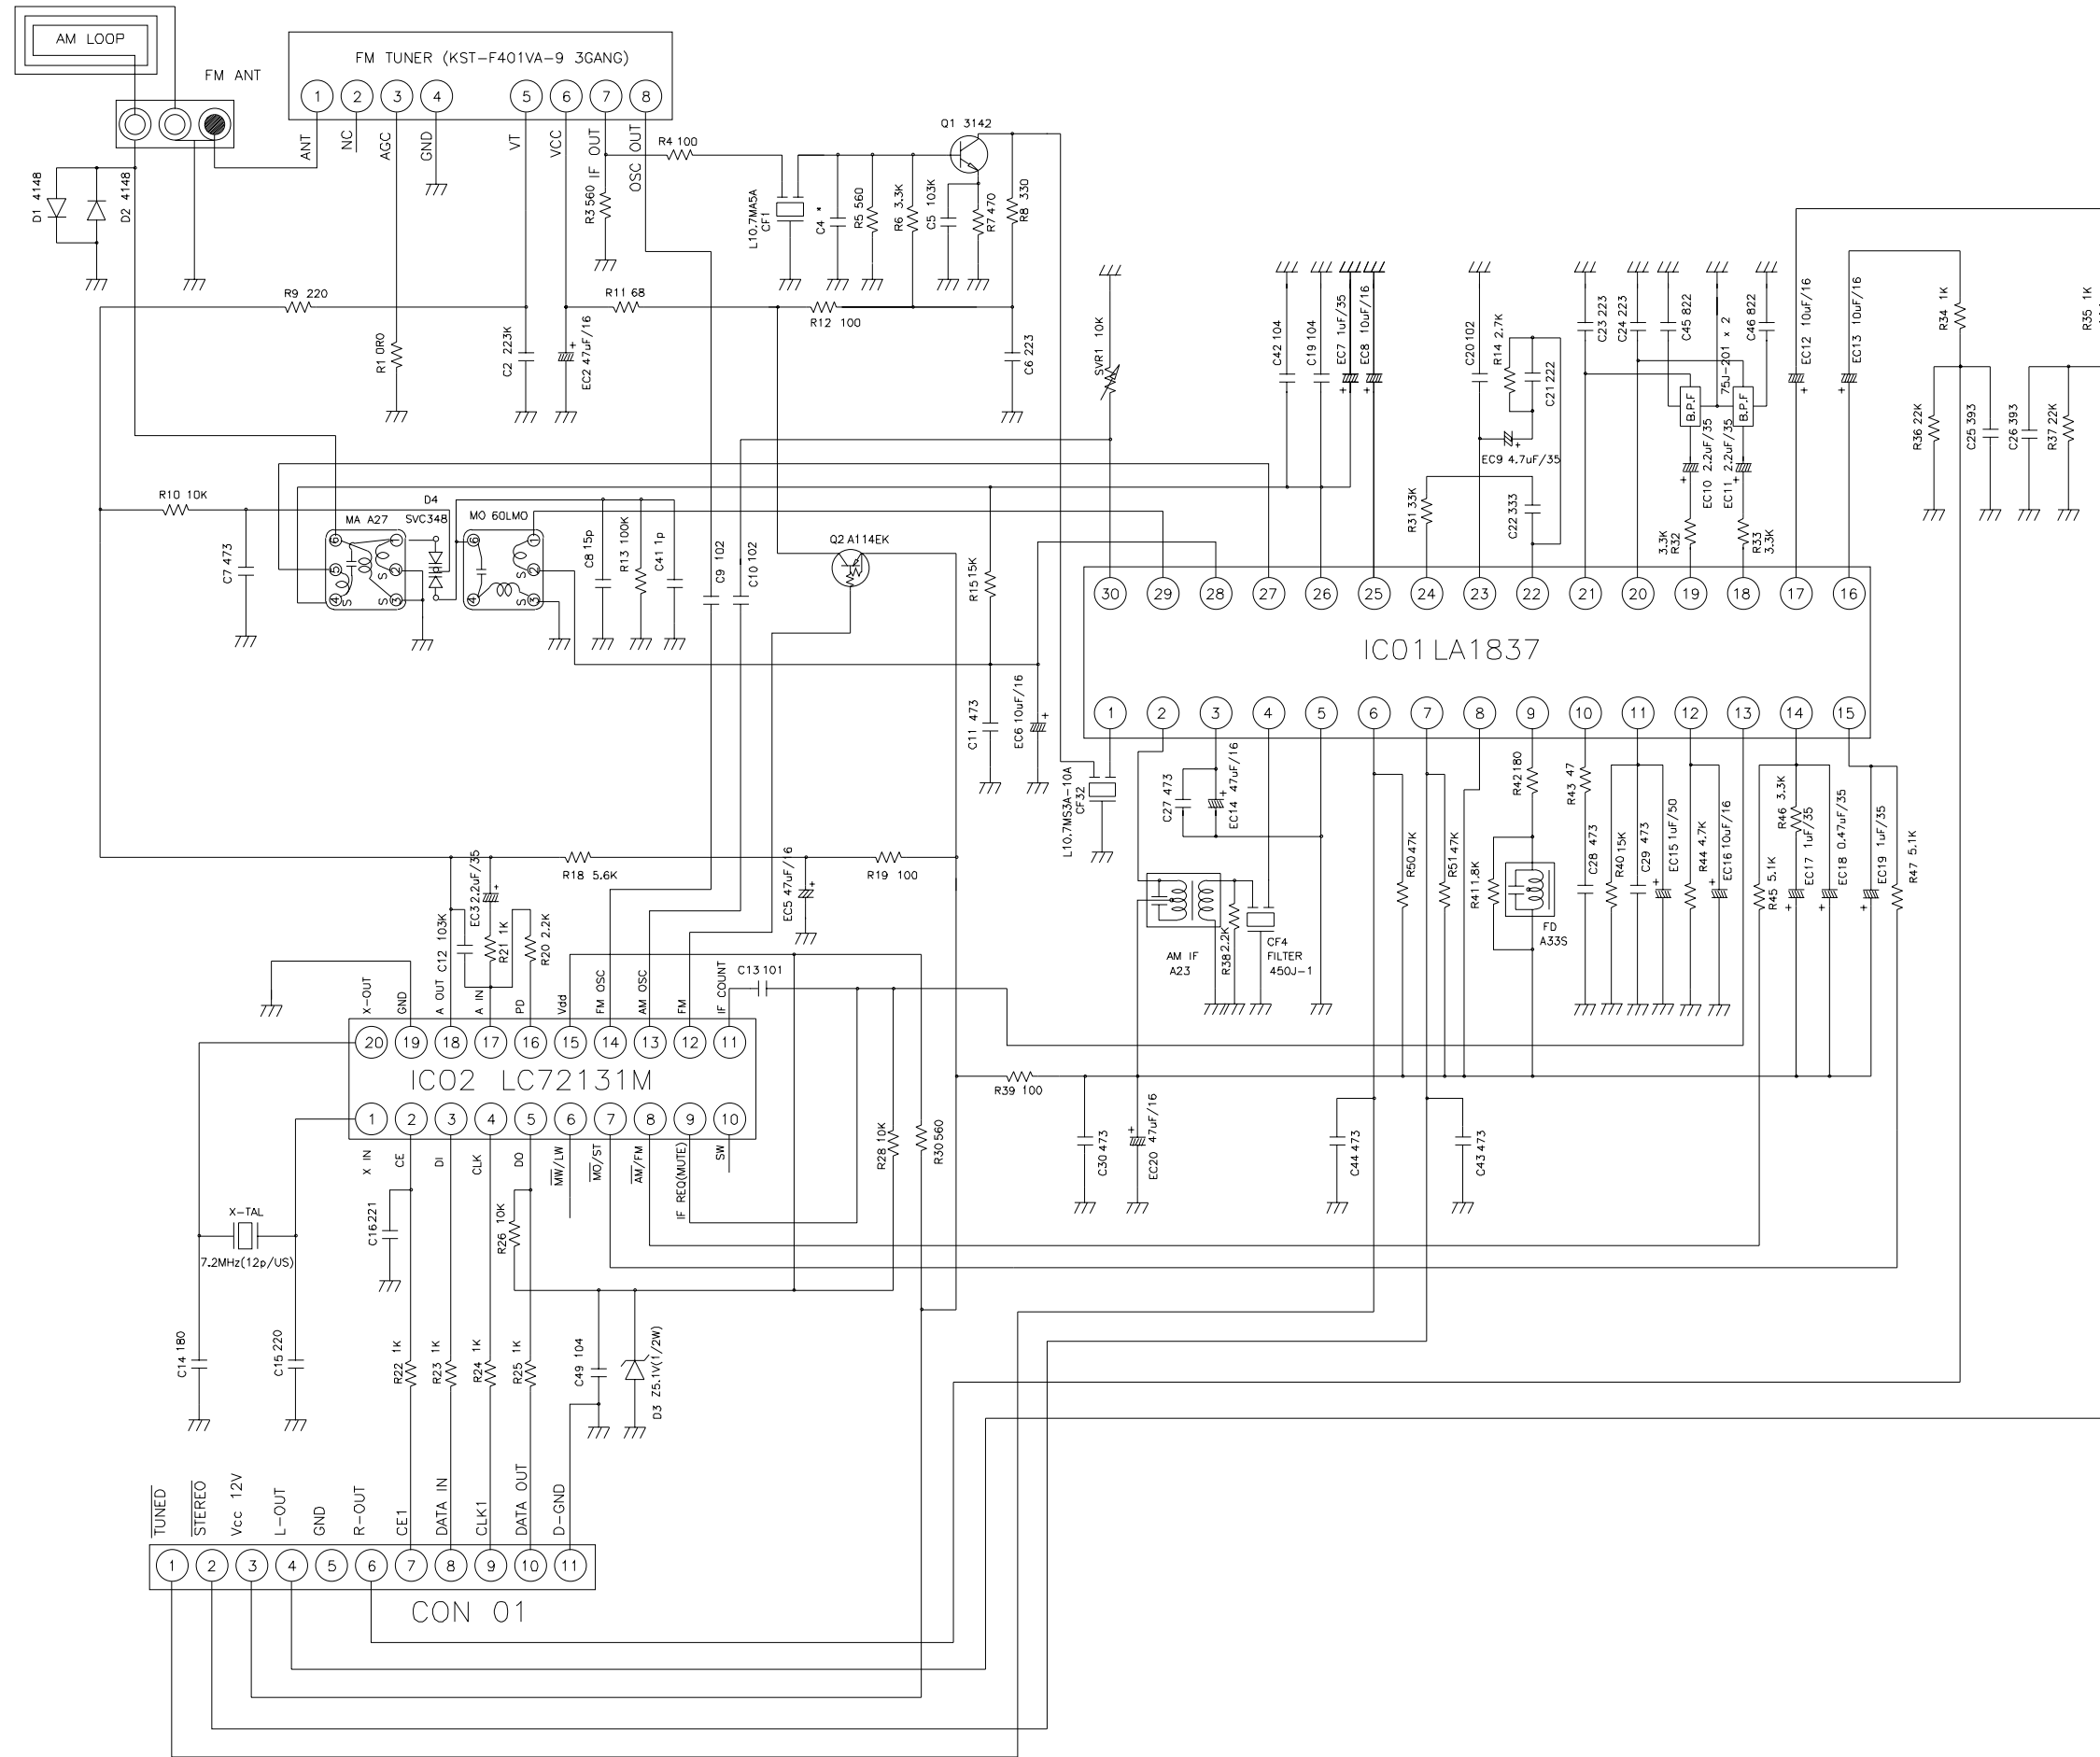 AM LOOP
FM ANT
FM TUNER (KST-F401VA-9 3GANG)
1 2 3 4 5 6 7 8
ANT
NC
AGC
GND
VT
VCC
IF OUT
OSC OUT
D1 4148
D2 4148
R3 560
R4 100
L10.7MA5A
CF1
C4 *
R5 560
R6 3.3K
C5 103K
Q1 3142
R7 470
R8 330
R9 220
R1 0R0
C2 223K
R11 68
EC2 47uF/16
R12 100
C6 223
SVR1 10K
C42 104
C19 104
EC7 1uF/35
EC8 10uF/16
C20 102
R14 2.7K
C21 222
EC9 4.7uF/35
C23 223
C24 223
C45 822
75J-201 x 2
C46 822
B.P.F
B.P.F
EC10 2.2uF/35
EC11 2.2uF/35
EC12 10uF/16
EC13 10uF/16
R34 1K
R35 1K
R36 22K
C25 393
C26 393
R37 22K
R31 33K
C22 333
3.3K
R32
R33
3.3K
R10 10K
C7 473
MA A27
D4
SVC348
MO 60LMO
6 1 5 2 4 3 S S S
6 1 2 4 3 S S
C8 15p
R13 100K
C41 1p
C9 102
C10 102
Q2 A114EK
R15 15K
C11 473
EC6 10uF/16
30 29 28 27 26 25 24 23 22 21 20 19 18 17 16
IC01 LA1837
1 2 3 4 5 6 7 8 9 10 11 12 13 14 15
L10.7MS3A-10A
CF32
C27 473
EC14 47uF/16
AM IF
A23
R38 2.2K
CF4
FILTER
450J-1
R50 47K
R51 47K
R41 1.8K
R42 180
FD
A33S
R43 47
C28 473
R40 15K
C29 473
EC15 1uF/50
R44 4.7K
EC16 10uF/16
R45 5.1K
R46 3.3K
EC17 1uF/35
EC18 0.47uF/35
EC19 1uF/35
R47 5.1K
R39 100
C30 473
EC20 47uF/16
C44 473
C43 473
EC3 2.2uF/35
R18 5.6K
EC5 47uF/16
R19 100
C12 103K
R21 1K
R20 2.2K
C13 101
X-OUT
GND
A OUT
A IN
PD
Vdd
FM OSC
AM OSC
FM
IF COUNT
20 19 18 17 16 15 14 13 12 11
IC02 LC72131M
1 2 3 4 5 6 7 8 9 10
X IN
CE
DI
CLK
DO
MW/LW
MO/ST
AM/FM
IF REQ(MUTE)
SW
R28 10K
R30 560
X-TAL
7.2MHz(12p/US)
C16 221
R26 10K
C14 180
C15 220
R22 1K
R23 1K
R24 1K
R25 1K
C49 104
D3 Z5.1V(1/2W)
TUNED
STEREO
Vcc 12V
L-OUT
GND
R-OUT
CE1
DATA IN
CLK1
DATA OUT
D-GND
1 2 3 4 5 6 7 8 9 10 11
CON 01